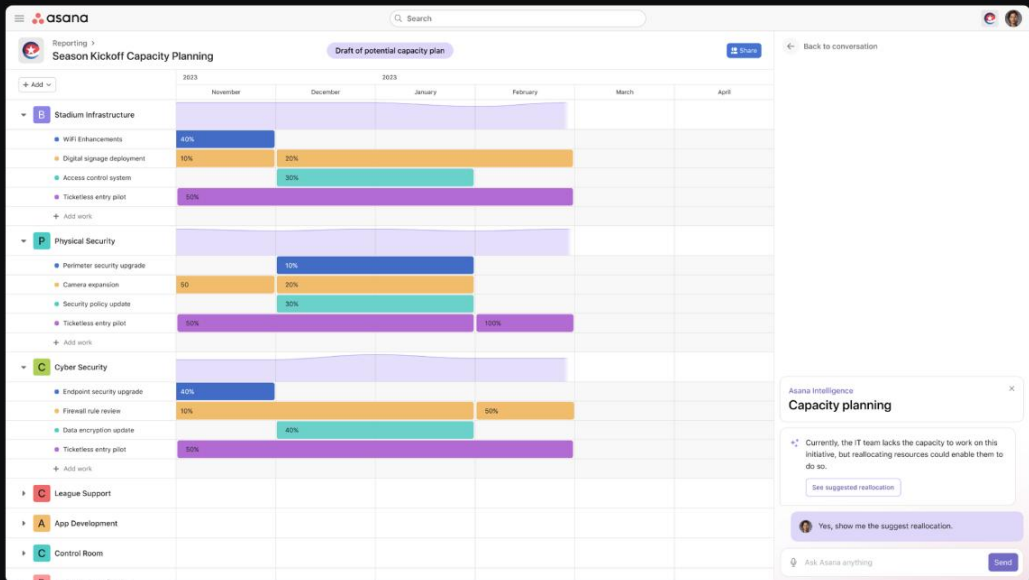 asana
Search
Reporting >
Season Kickoff Capacity Planning
Draft of potential capacity plan
Share
Back to conversation
+ Add
2023
2023
November
December
January
February
March
April
B Stadium Infrastructure
WiFi Enhancements
40%
Digital signage deployment
10%
20%
Access control system
30%
Ticketless entry pilot
50%
+ Add work
P Physical Security
Perimeter security upgrade
10%
Camera expansion
50
20%
Security policy update
30%
Ticketless entry pilot
50%
100%
+ Add work
C Cyber Security
Endpoint security upgrade
40%
Firewall rule review
10%
50%
Data encryption update
40%
Ticketless entry pilot
50%
+ Add work
C League Support
A App Development
C Control Room
Asana Intelligence
Capacity planning
Currently, the IT team lacks the capacity to work on this
initiative, but reallocating resources could enable them to
do so.
See suggested reallocation
Yes, show me the suggest reallocation.
Ask Asana anything
Send